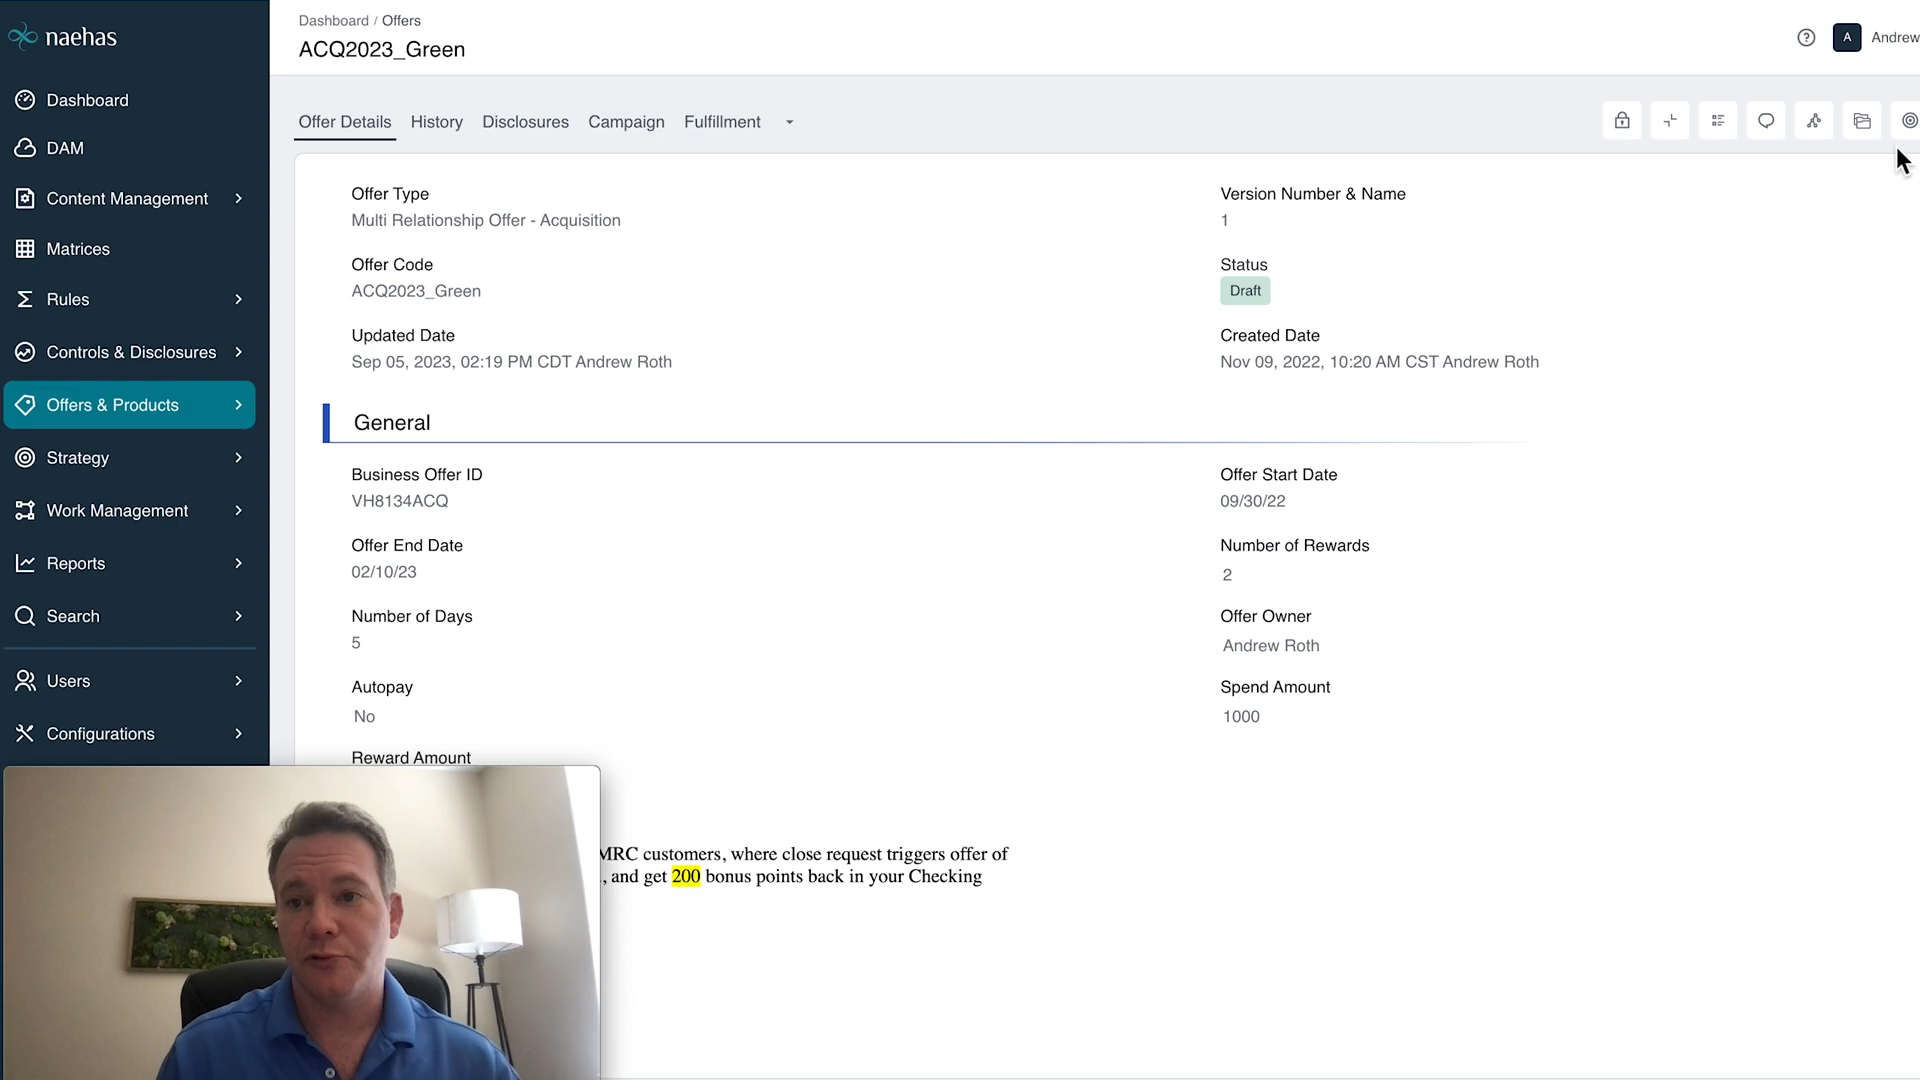 naehas
Dashboard
DAM
Content Management
Matrices
Rules
Controls & Disclosures
Offers & Products
Strategy
Work Management
Reports
Search
Users
Configurations
Dashboard / Offers
ACQ2023_Green
A Andrew
Offer Details History Disclosures Campaign Fulfillment
Offer Type
Multi Relationship Offer - Acquisition
Version Number & Name
1
Offer Code
ACQ2023_Green
Status
Draft
Updated Date
Sep 05, 2023, 02:19 PM CDT Andrew Roth
Created Date
Nov 09, 2022, 10:20 AM CST Andrew Roth
General
Business Offer ID
VH8134ACQ
Offer Start Date
09/30/22
Offer End Date
02/10/23
Number of Rewards
2
Number of Days
5
Offer Owner
Andrew Roth
Autopay
No
Spend Amount
1000
Reward Amount
MRC customers, where close request triggers offer of
, and get 200 bonus points back in your Checking